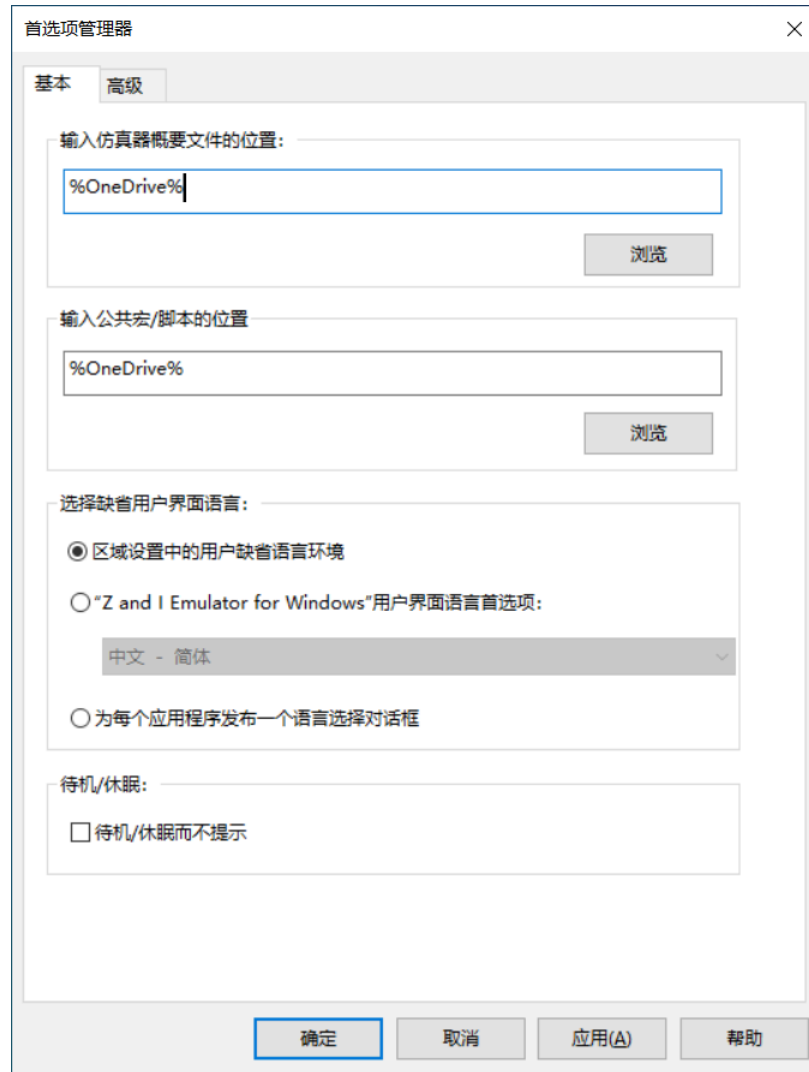 首选项管理器
基本
高级
输入仿真器概要文件的位置:
%OneDrive%
浏览
输入公共宏/脚本的位置
%OneDrive%
浏览
选择缺省用户界面语言:
区域设置中的用户缺省语言环境
“Z and I Emulator for Windows”用户界面语言首选项:
中文 - 简体
为每个应用程序发布一个语言选择对话框
待机/休眠:
待机/休眠而不提示
确定
取消
应用(A)
帮助